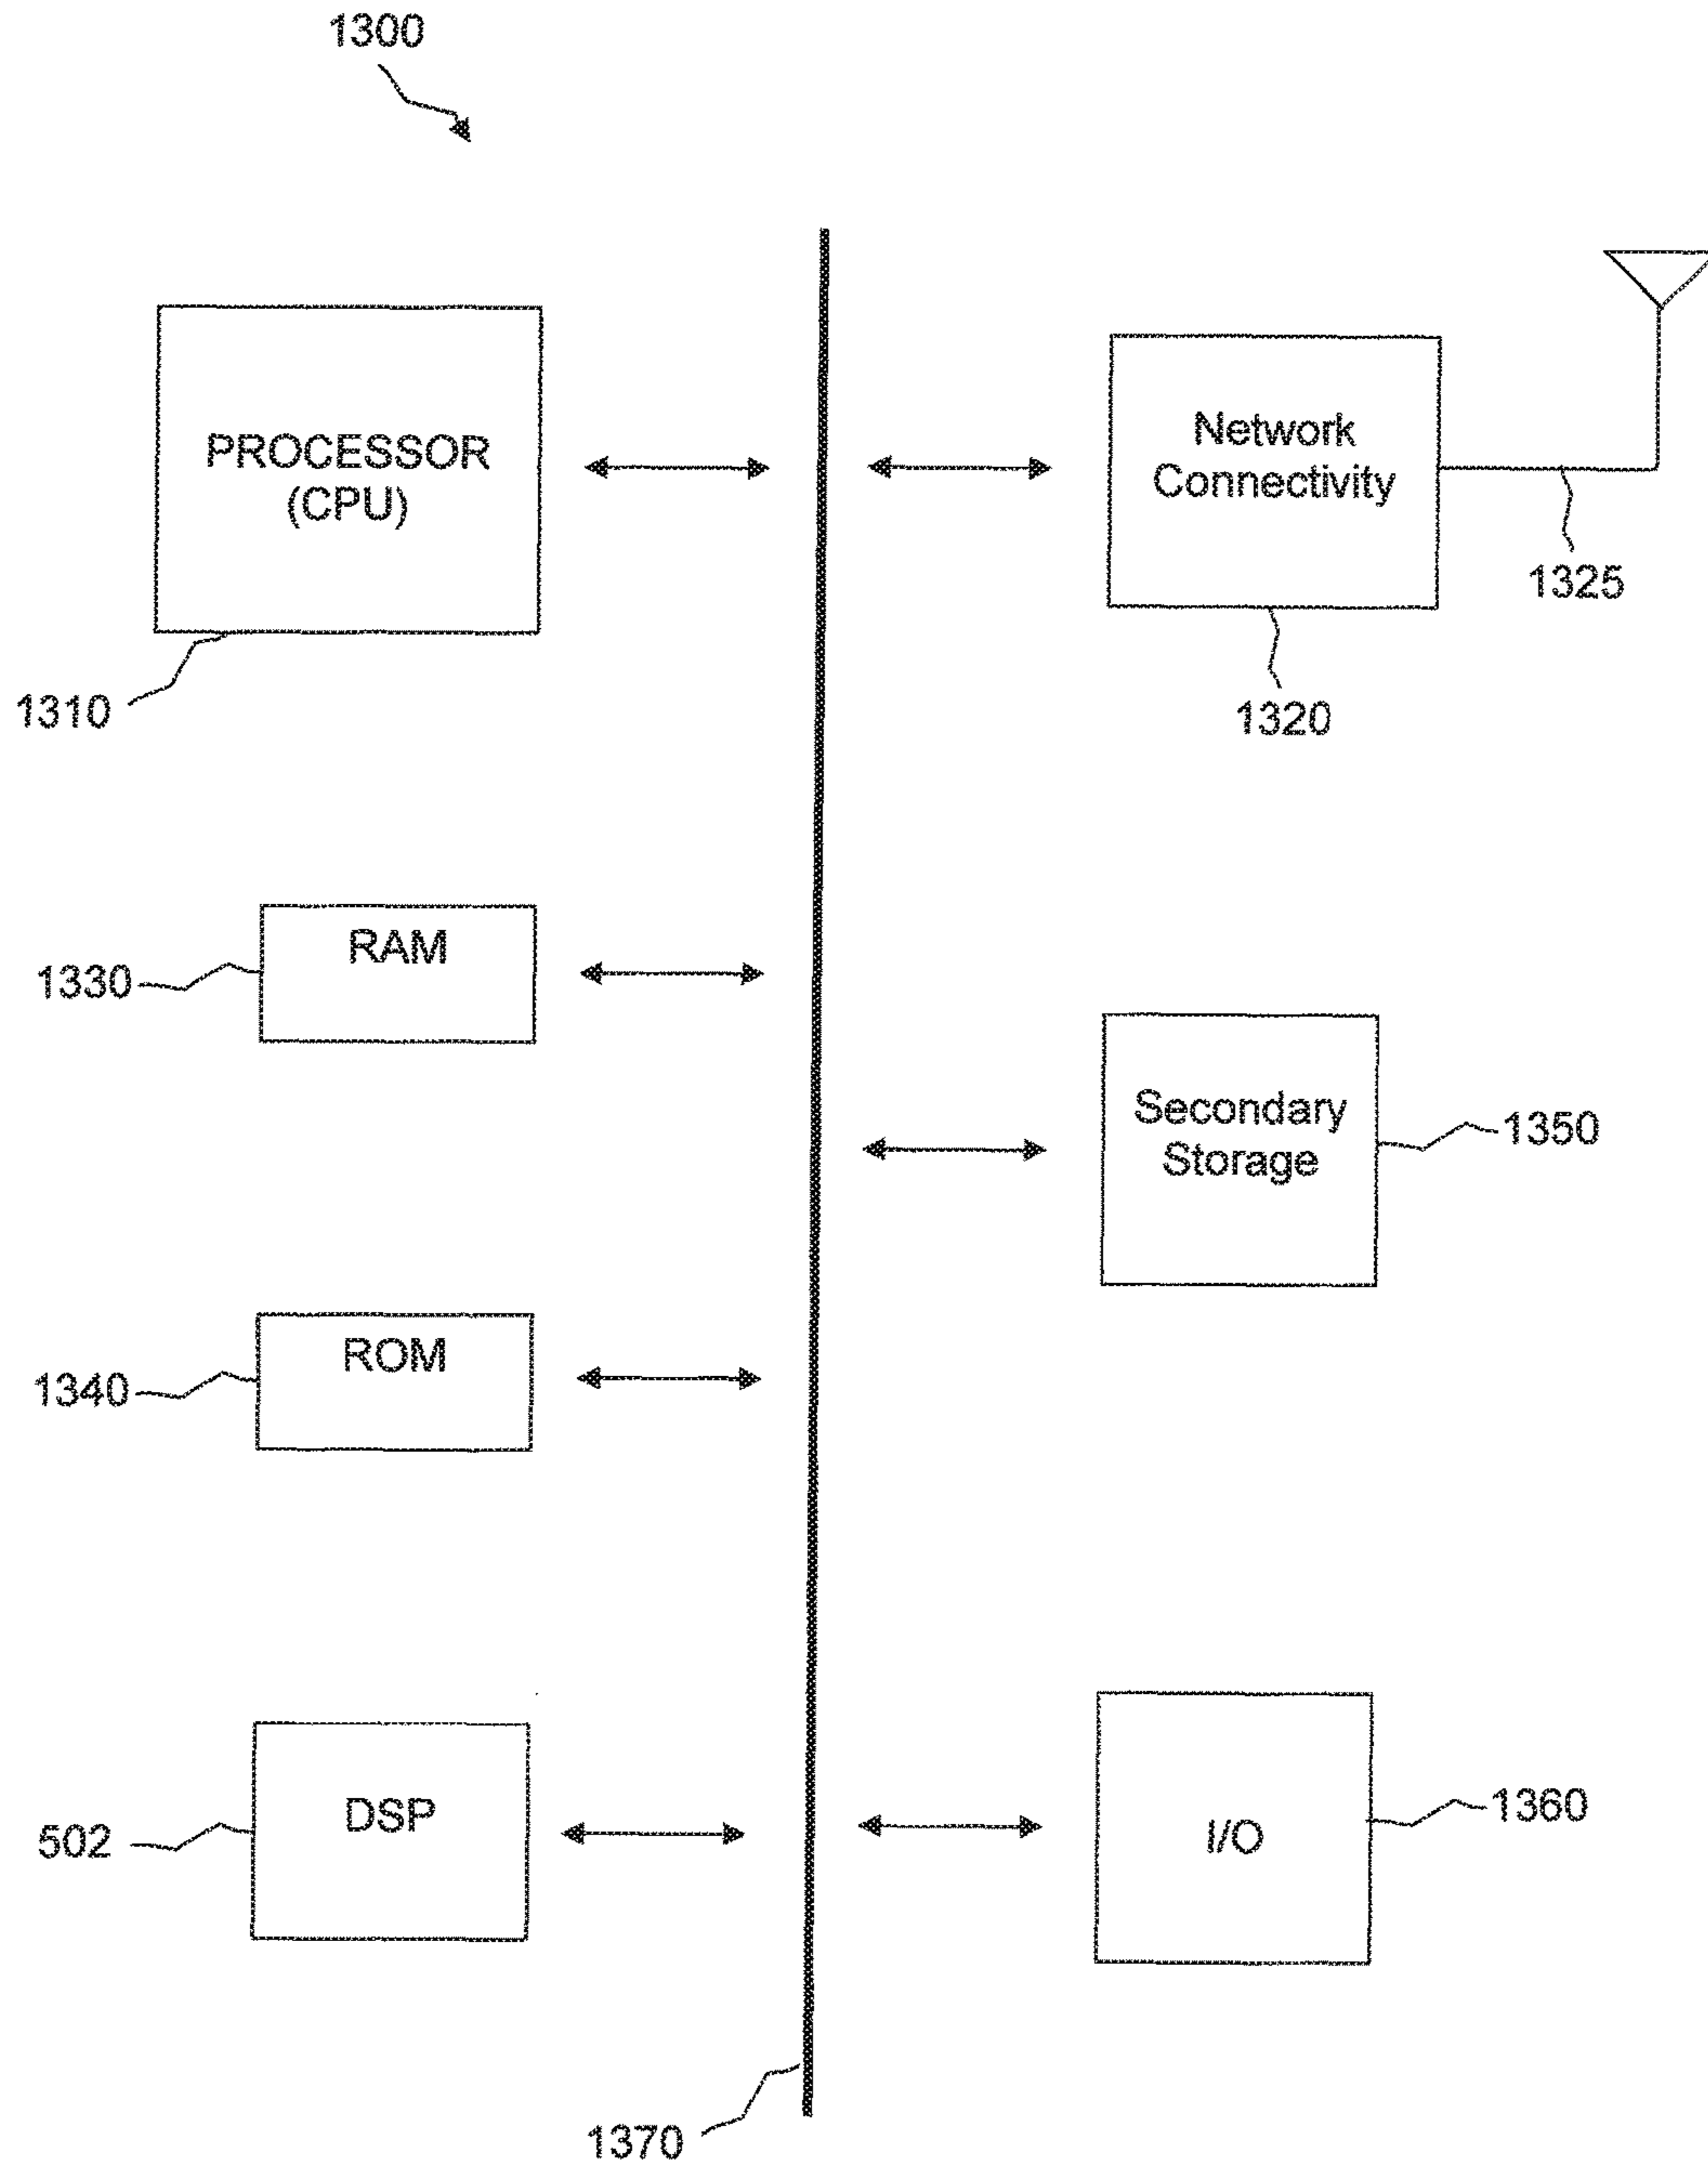 1300
PROCESSOR
(CPU)
1310
Network
Connectivity
1325
1320
RAM
1330
Secondary
Storage
1350
ROM
1340
DSP
502
I/O
1360
1370